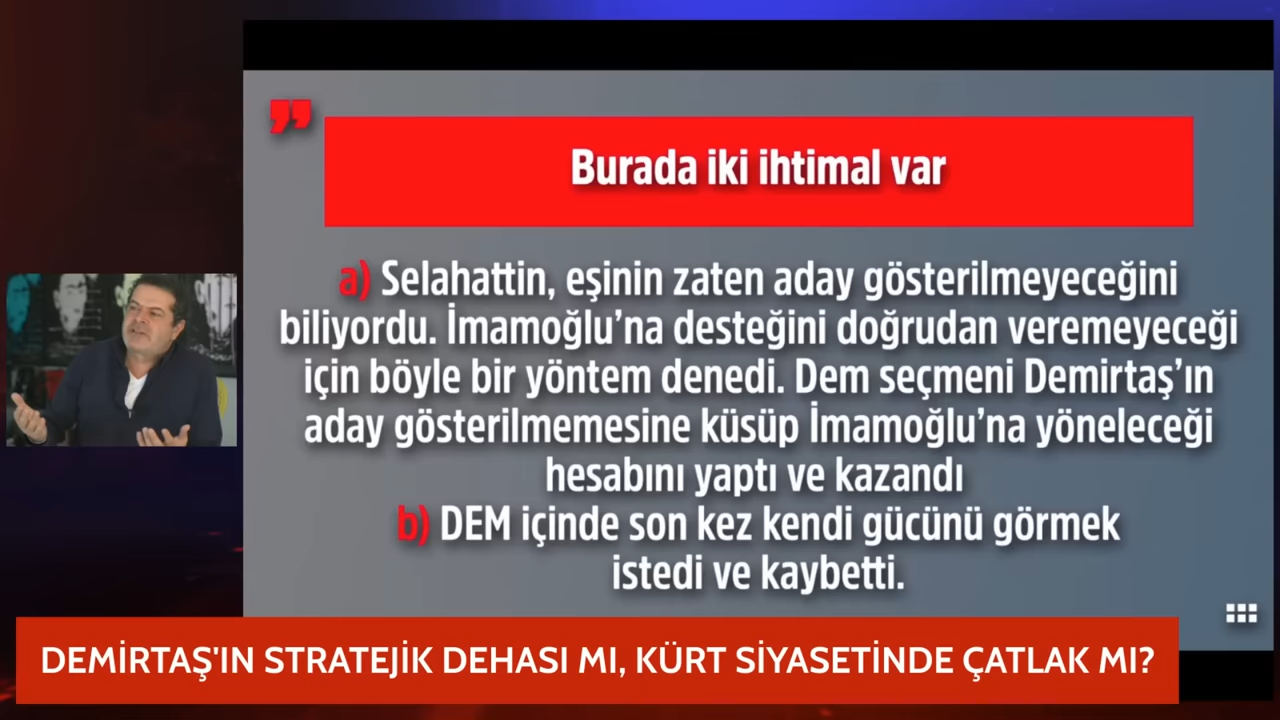 Burada iki ihtimal var
a) Selahattin, eşinin zaten aday gösterilmeyeceğini
biliyordu. İmamoğlu’na desteğini doğrudan veremeyeceği
için böyle bir yöntem denedi. Dem seçmeni Demirtaş’ın
aday gösterilmemesine küsüp İmamoğlu’na yöneleceği
hesabını yaptı ve kazandı
b) DEM içinde son kez kendi gücünü görmek
istedi ve kaybetti.
DEMİRTAŞ'IN STRATEJİK DEHASI MI, KÜRT SİYASETİNDE ÇATLAK MI?